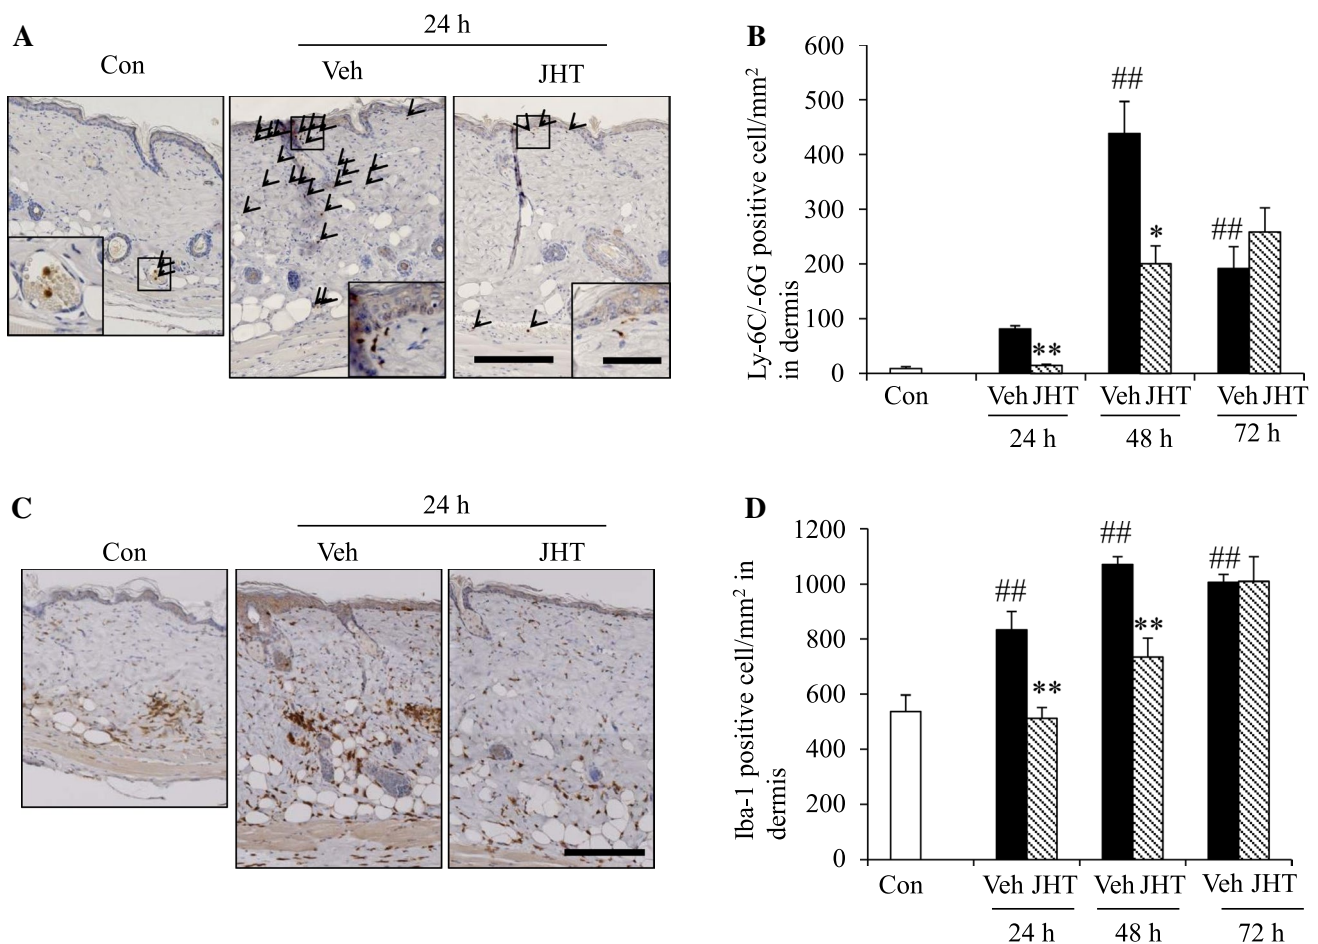 A
24 h
Con
Veh
JHT
B
Ly-6C/-6G positive cell/mm2
in dermis
600
500
400
300
200
100
0
##
*
##
**
Con
Veh JHT
Veh JHT
Veh JHT
24 h
48 h
72 h
C
24 h
Con
Veh
JHT
D
Iba-1 positive cell/mm2 in
dermis
1200
1000
800
600
400
200
0
##
**
##
**
##
Con
Veh JHT
Veh JHT
Veh JHT
24 h
48 h
72 h